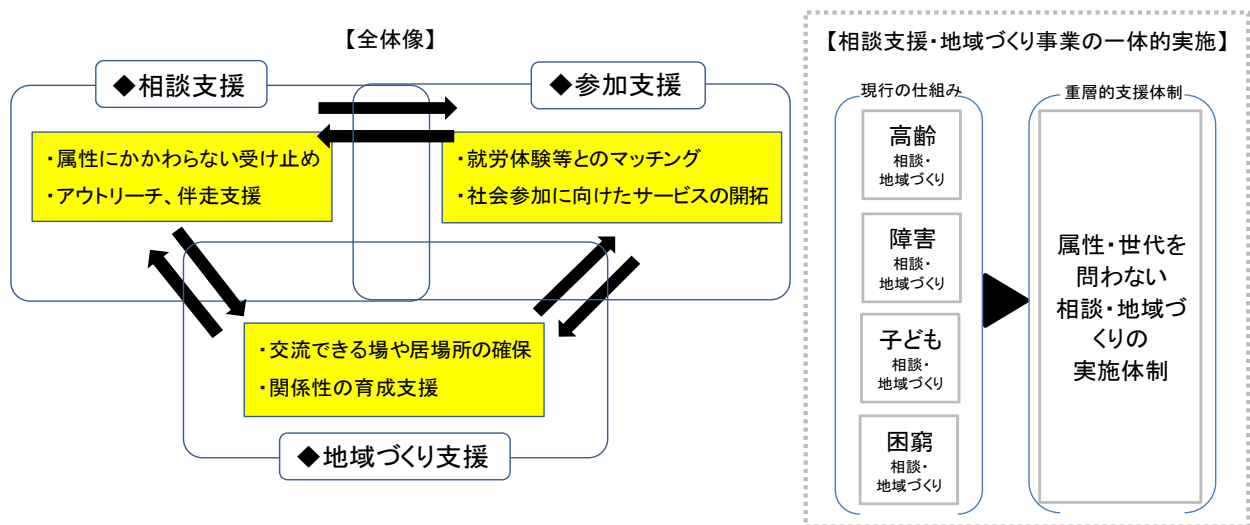 【全体像】
◆相談支援
◆参加支援
・属性にかかわらない受け止め
・アウトリーチ、伴走支援
・就労体験等とのマッチング
・社会参加に向けたサービスの開拓
・交流できる場や居場所の確保
・関係性の育成支援
◆地域づくり支援
【相談支援・地域づくり事業の一体的実施】
現行の仕組み
高齢
相談・
地域づくり
障害
相談・
地域づくり
子ども
相談・
地域づくり
困窮
相談・
地域づくり
重層的支援体制
属性・世代を
問わない
相談・地域づ
くりの
実施体制